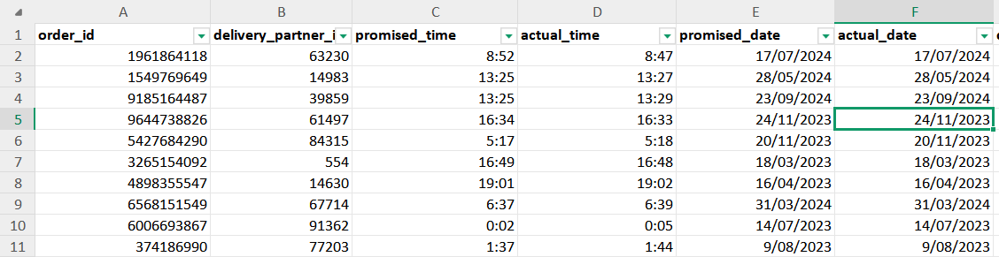 A B C D E F
1 order_id delivery_partner_i promised_time actual_time promised_date actual_date
2 1961864118 63230 8:52 8:47 17/07/2024 17/07/2024
3 1549769649 14983 13:25 13:27 28/05/2024 28/05/2024
4 9185164487 39859 13:25 13:29 23/09/2024 23/09/2024
5 9644738826 61497 16:34 16:33 24/11/2023 24/11/2023
6 5427684290 84315 5:17 5:18 20/11/2023 20/11/2023
7 3265154092 554 16:49 16:48 18/03/2023 18/03/2023
8 4898355547 14630 19:01 19:02 16/04/2023 16/04/2023
9 6568151549 67714 6:37 6:39 31/03/2024 31/03/2024
10 6006693867 91362 0:02 0:05 14/07/2023 14/07/2023
11 374186990 77203 1:37 1:44 9/08/2023 9/08/2023